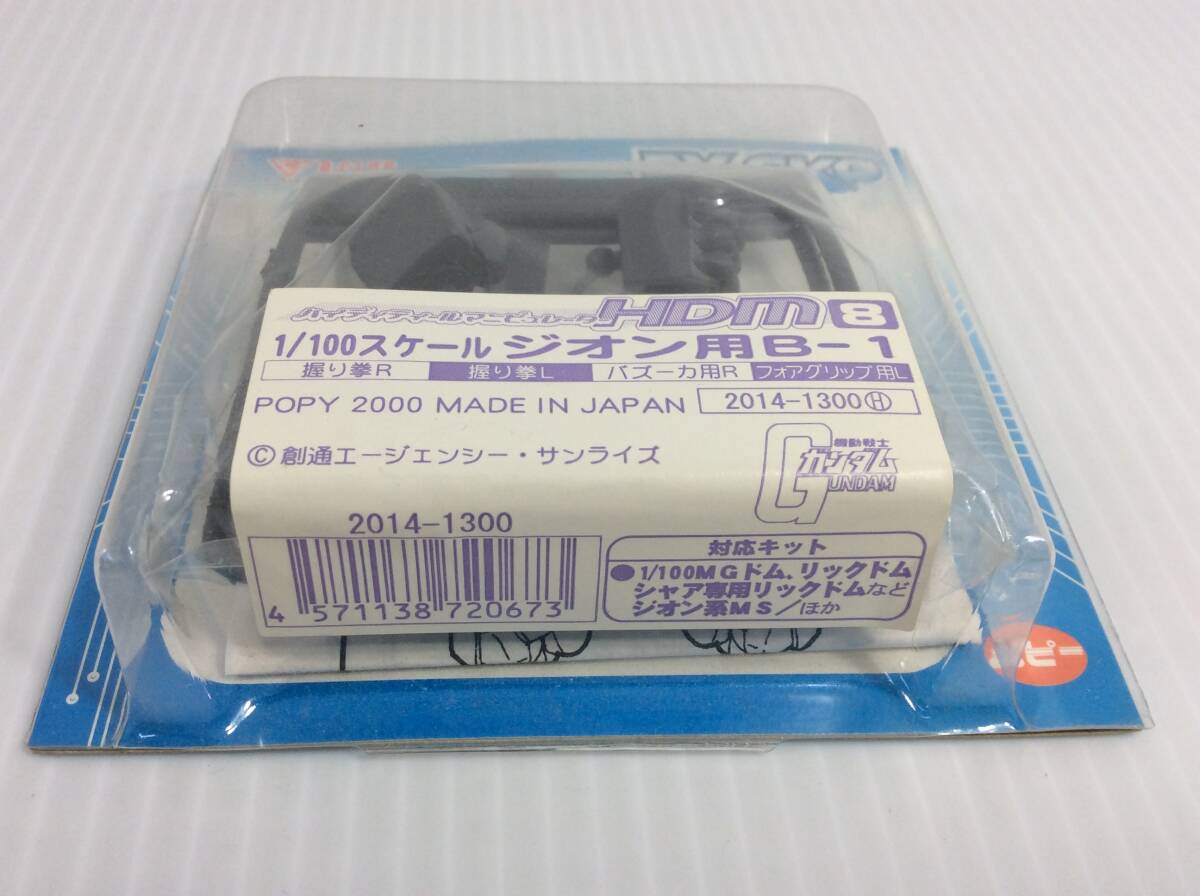 ハイディティールマニピュレータ HDM 8
1/100スケール ジオン用B-1
握り拳R 握り拳L バズーカ用R フォアグリップ用L
POPY 2000 MADE IN JAPAN 2014-1300Ⓗ
©創通エージェンシー・サンライズ
機動戦士
ガンダム
GUNDAM
2014-1300
4 571138 720673
対応キット
●1/100MGドム、リックドム
シャア専用リックドムなど
ジオン系MS/ほか